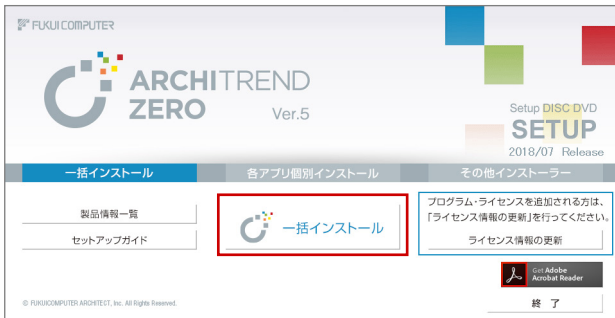 FUKUI COMPUTER
ARCHITREND
ZERO Ver.5
Setup DISC DVD
SETUP
2018/07 Release
一括インストール 各アプリ個別インストール その他インストーラー
製品情報一覧
セットアップガイド
一括インストール
プログラム・ライセンスを追加される方は、
「ライセンス情報の更新」を行ってください。
ライセンス情報の更新
Get Adobe
Acrobat Reader
© FUKUICOMPUTER ARCHITECT, Inc. All Rights Reserved.
終 了